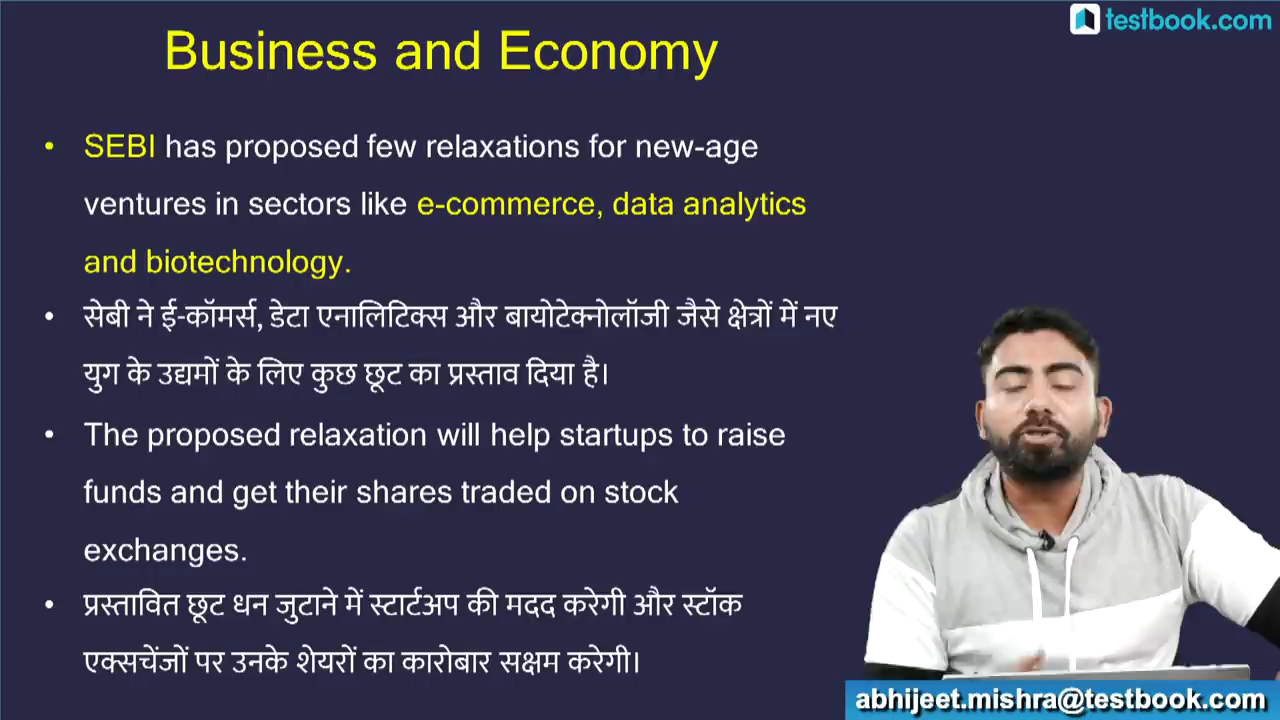 testbook.com
Business and Economy
• SEBI has proposed few relaxations for new-age
ventures in sectors like e-commerce, data analytics
and biotechnology.
• सेबी ने ई-कॉमर्स, डेटा एनालिटिक्स और बायोटेक्नोलॉजी जैसे क्षेत्रों में नए
युग के उद्यमों के लिए कुछ छूट का प्रस्ताव दिया है।
• The proposed relaxation will help startups to raise
funds and get their shares traded on stock
exchanges.
• प्रस्तावित छूट धन जुटाने में स्टार्टअप की मदद करेगी और स्टॉक
एक्सचेंजों पर उनके शेयरों का कारोबार सक्षम करेगी।
abhijeet.mishra@testbook.com